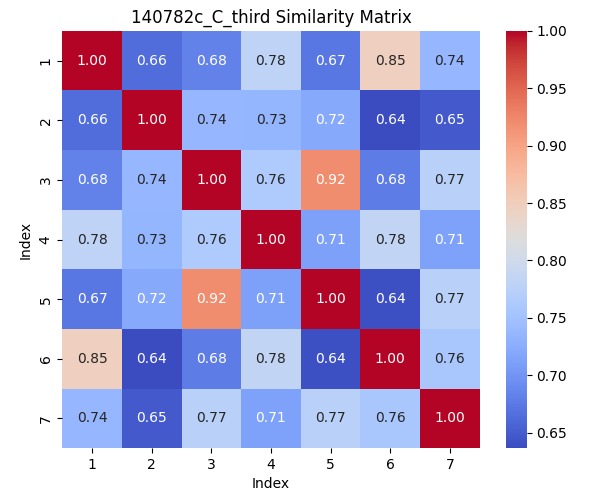 140782c_C_third Similarity Matrix
1 1.00 0.66 0.68 0.78 0.67 0.85 0.74
2 0.66 1.00 0.74 0.73 0.72 0.64 0.65
3 0.68 0.74 1.00 0.76 0.92 0.68 0.77
4 0.78 0.73 0.76 1.00 0.71 0.78 0.71
5 0.67 0.72 0.92 0.71 1.00 0.64 0.77
6 0.85 0.64 0.68 0.78 0.64 1.00 0.76
7 0.74 0.65 0.77 0.71 0.77 0.76 1.00
1 2 3 4 5 6 7
Index
Index
1.00
0.95
0.90
0.85
0.80
0.75
0.70
0.65